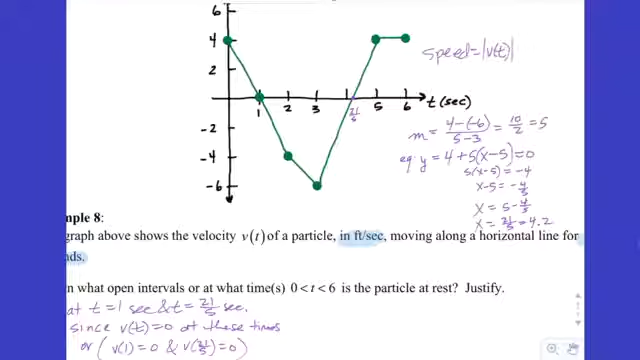 6
4
2
-2
-4
-6
1 2 3 21/5 5 6 t (sec)
speed = |v(t)|
m = 4-(-6)/5-3 = 10/2 = 5
eq: y = 4 + 5(x-5) = 0
5(x-5) = -4
x-5 = -4/5
x = 5 - 4/5
x = 21/5 = 4.2
mple 8:
graph above shows the velocity v(t) of a particle, in ft/sec, moving along a horizontal line for
nds.
n what open intervals or at what time(s) 0 < t < 6 is the particle at rest? Justify.
at t = 1 sec & t = 21/5 sec.
since v(t) = 0 at these times
or ( v(1) = 0 & v(21/5) = 0 )